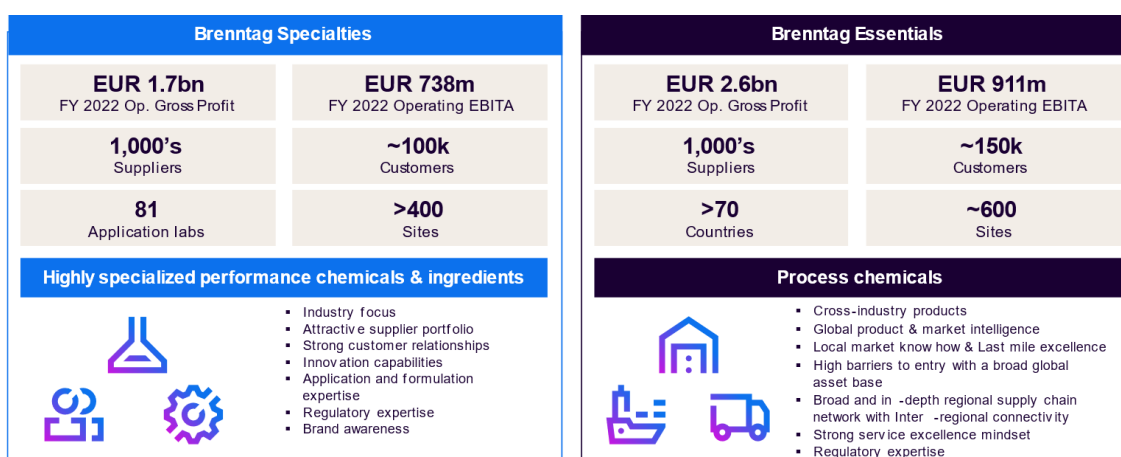 Brenntag Specialties
EUR 1.7bn
FY 2022 Op. Gross Profit
EUR 738m
FY 2022 Operating EBITA
1,000’s
Suppliers
~100k
Customers
81
Application labs
>400
Sites
Highly specialized performance chemicals & ingredients
▪ Industry focus
▪ Attractive supplier portfolio
▪ Strong customer relationships
▪ Innovation capabilities
▪ Application and formulation
expertise
▪ Regulatory expertise
▪ Brand awareness
Brenntag Essentials
EUR 2.6bn
FY 2022 Op. Gross Profit
EUR 911m
FY 2022 Operating EBITA
1,000’s
Suppliers
~150k
Customers
>70
Countries
~600
Sites
Process chemicals
▪ Cross-industry products
▪ Global product & market intelligence
▪ Local market know how & Last mile excellence
▪ High barriers to entry with a broad global
asset base
▪ Broad and in -depth regional supply chain
network with Inter -regional connectivity
▪ Strong service excellence mindset
▪ Regulatory expertise